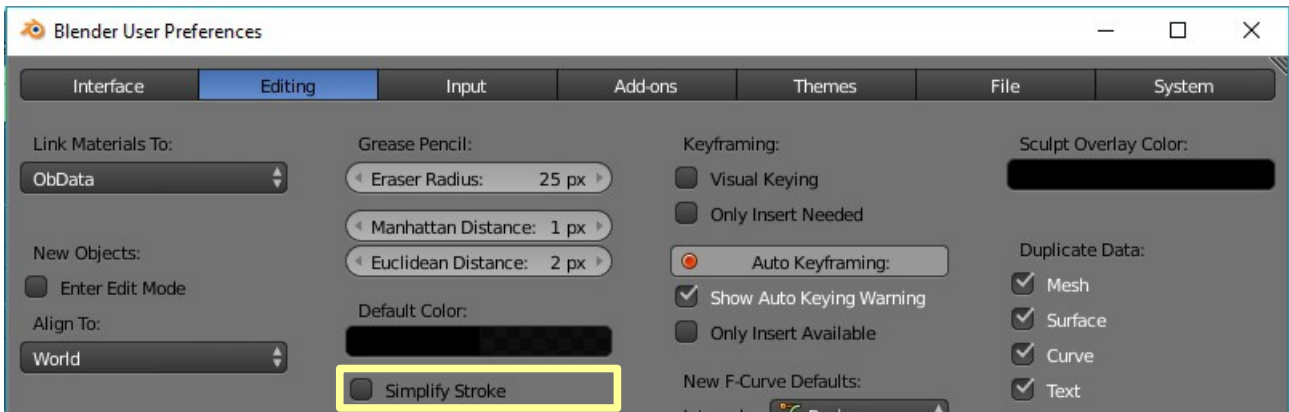 Blender User Preferences
Interface
Editing
Input
Add-ons
Themes
File
System
Link Materials To:
ObData
New Objects:
Enter Edit Mode
Align To:
World
Grease Pencil:
Eraser Radius: 25 px
Manhattan Distance: 1 px
Euclidean Distance: 2 px
Default Color:
Simplify Stroke
Keyframing:
Visual Keying
Only Insert Needed
Auto Keyframing:
Show Auto Keying Warning
Only Insert Available
New F-Curve Defaults:
Sculpt Overlay Color:
Duplicate Data:
Mesh
Surface
Curve
Text